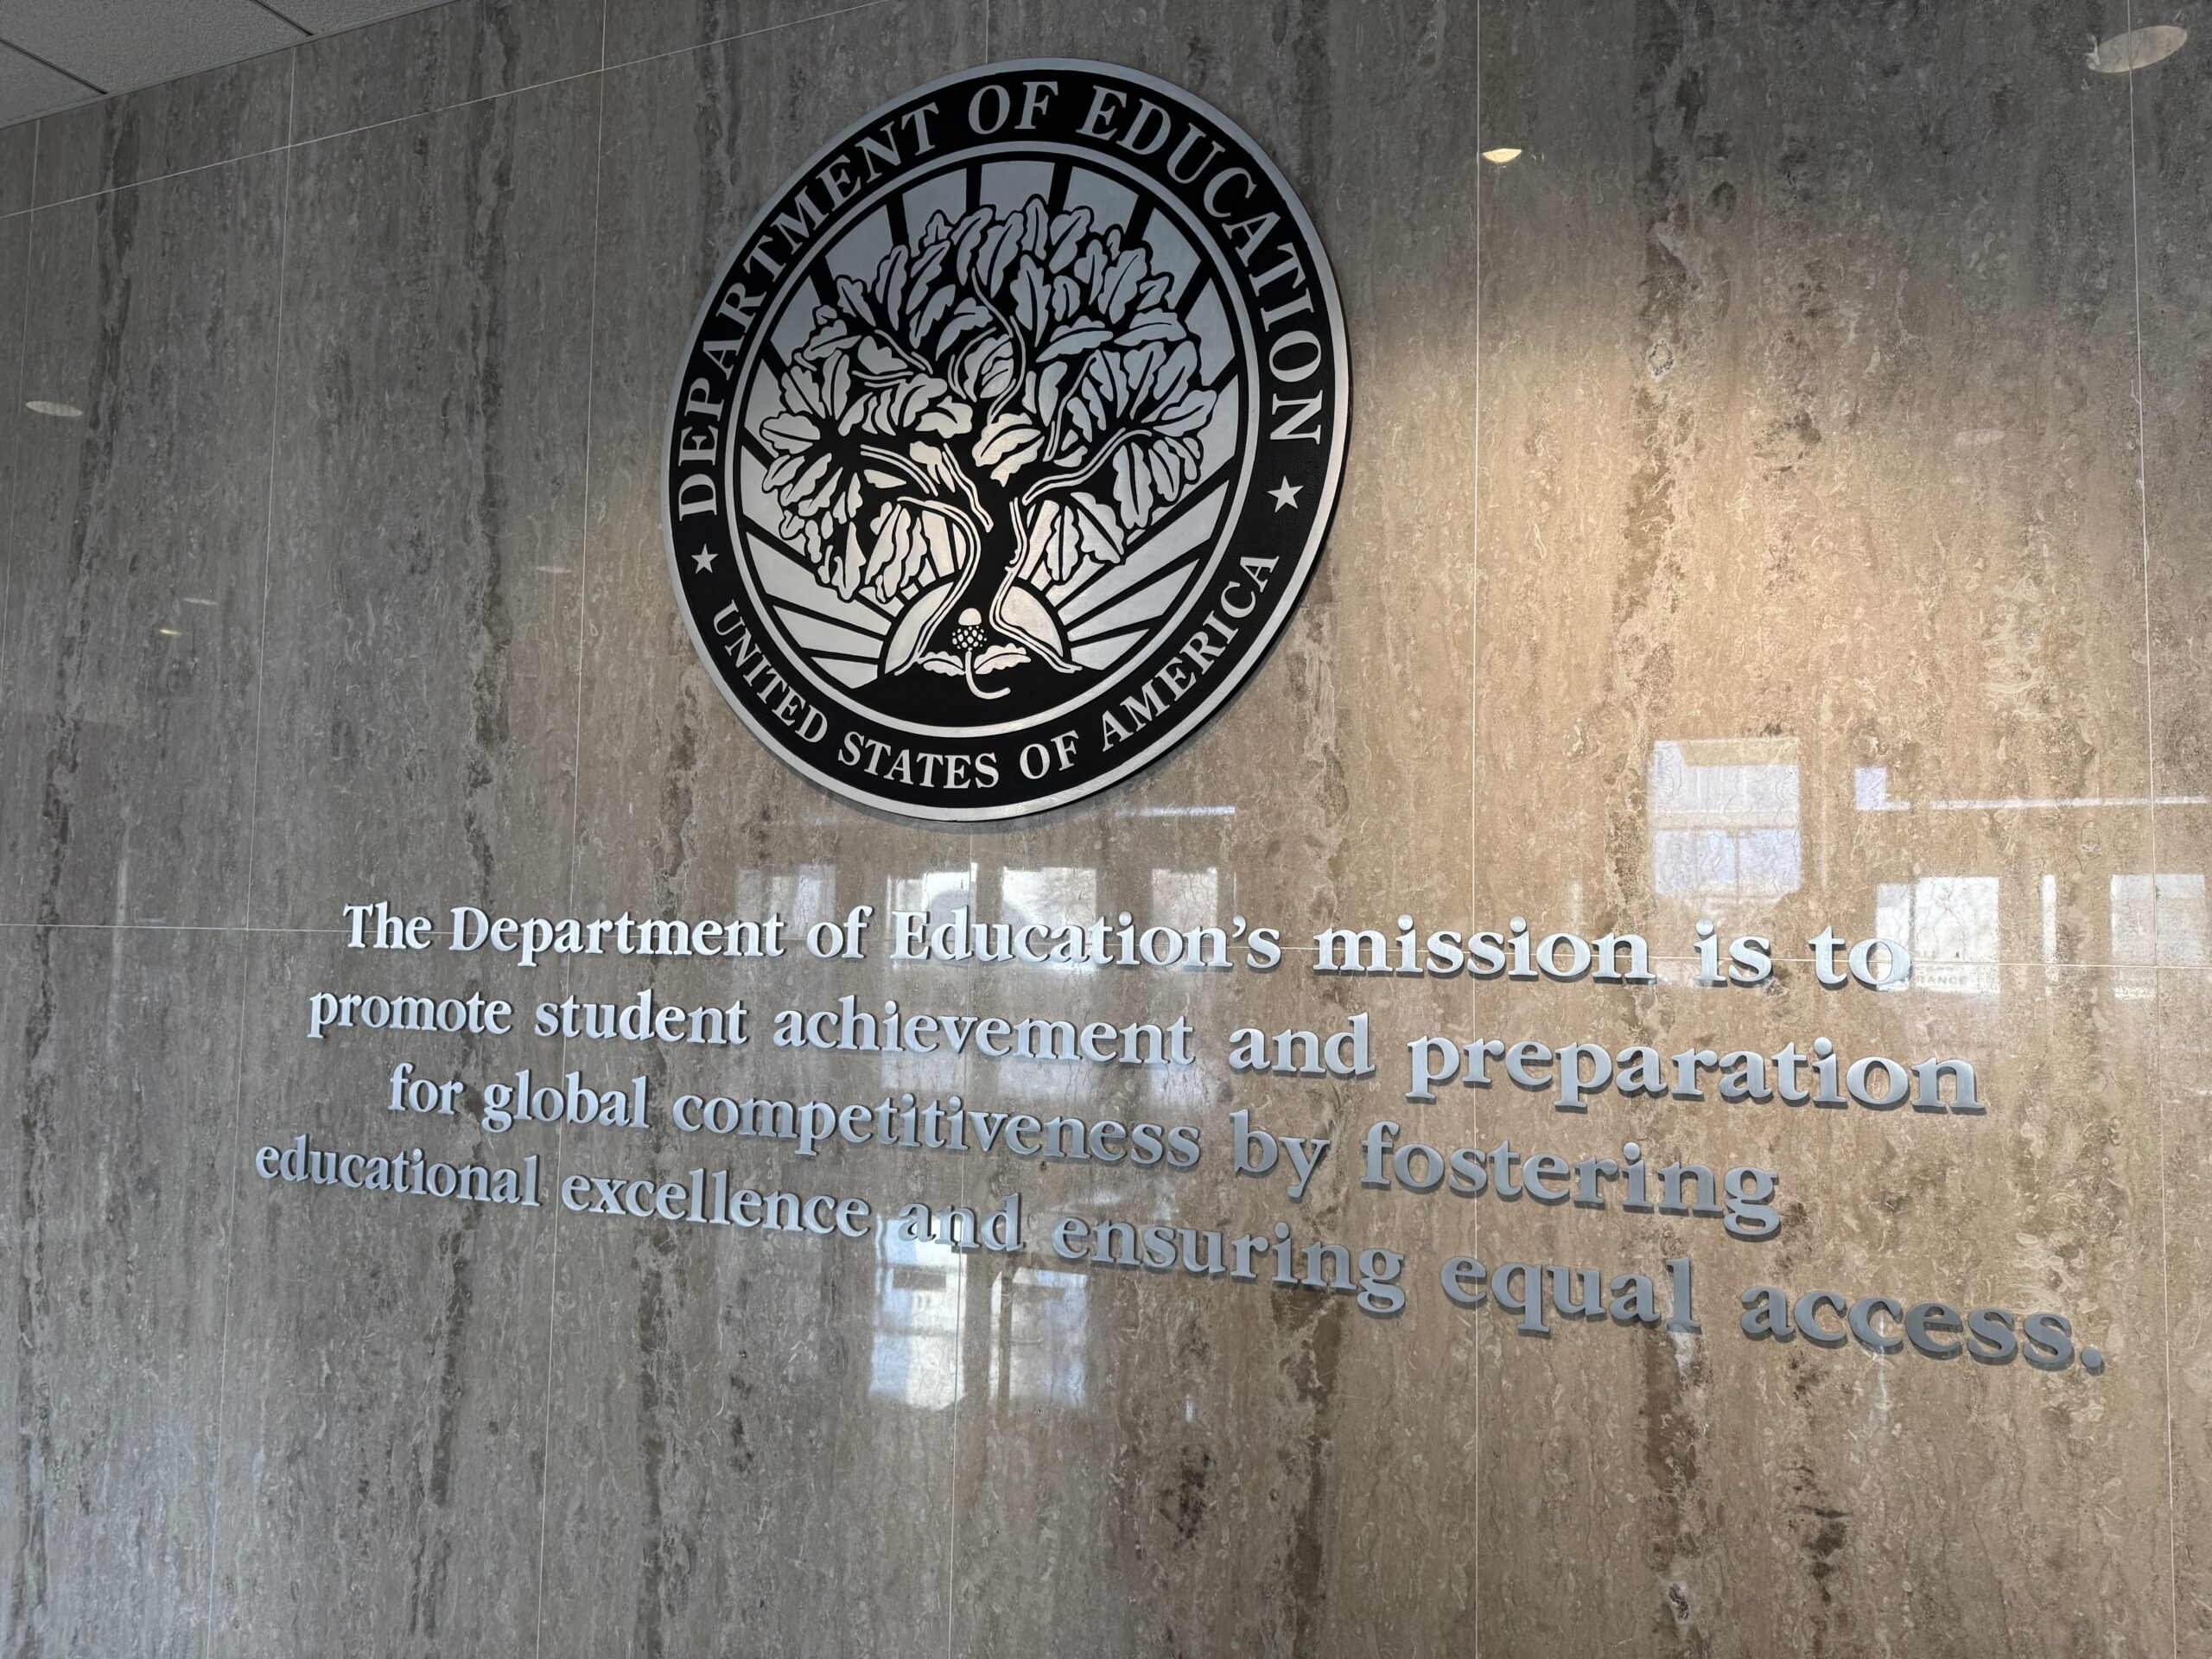 DEPARTMENT OF EDUCATION
UNITED STATES OF AMERICA
The Department of Education's mission is to
promote student achievement and preparation
for global competitiveness by fostering
educational excellence and ensuring equal access.